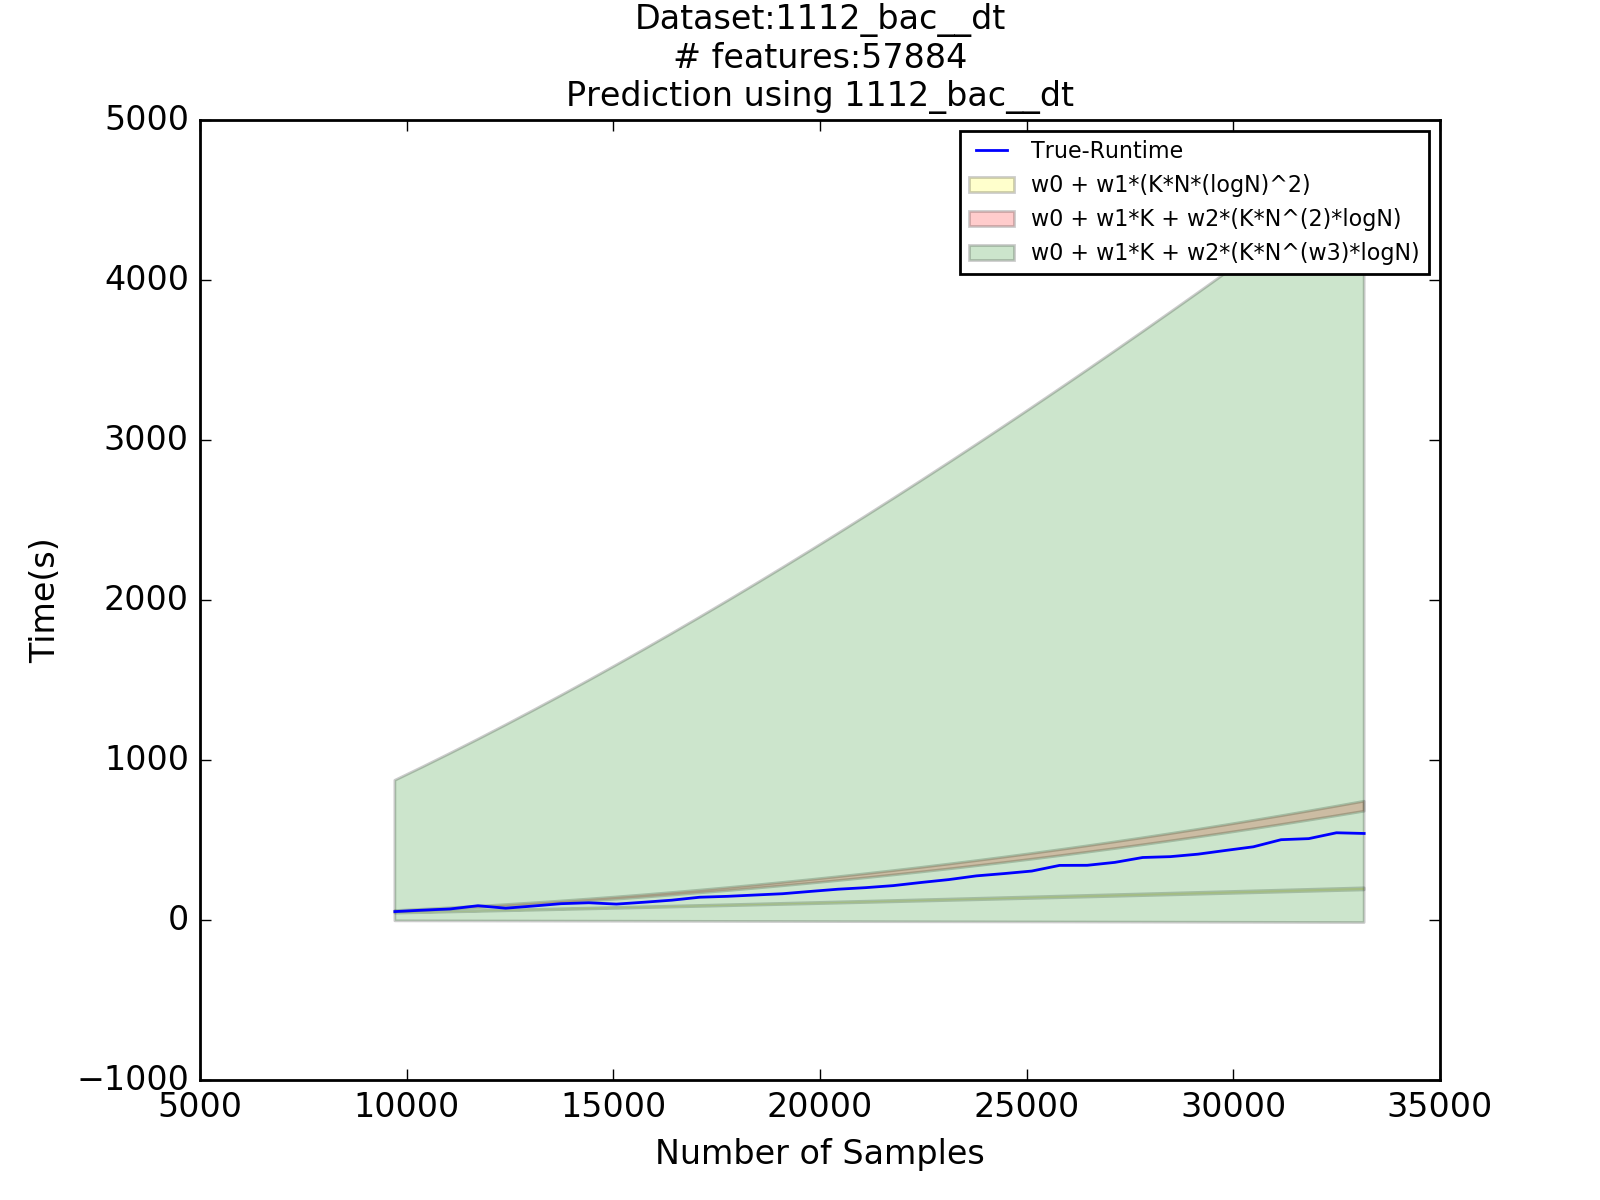 Dataset:1112_bac__dt
# features:57884
Prediction using 1112_bac__dt
True-Runtime
w0 + w1*(K*N*(logN)^2)
w0 + w1*K + w2*(K*N^(2)*logN)
w0 + w1*K + w2*(K*N^(w3)*logN)
5000
4000
3000
2000
1000
0
−1000
Time(s)
5000 10000 15000 20000 25000 30000 35000
Number of Samples